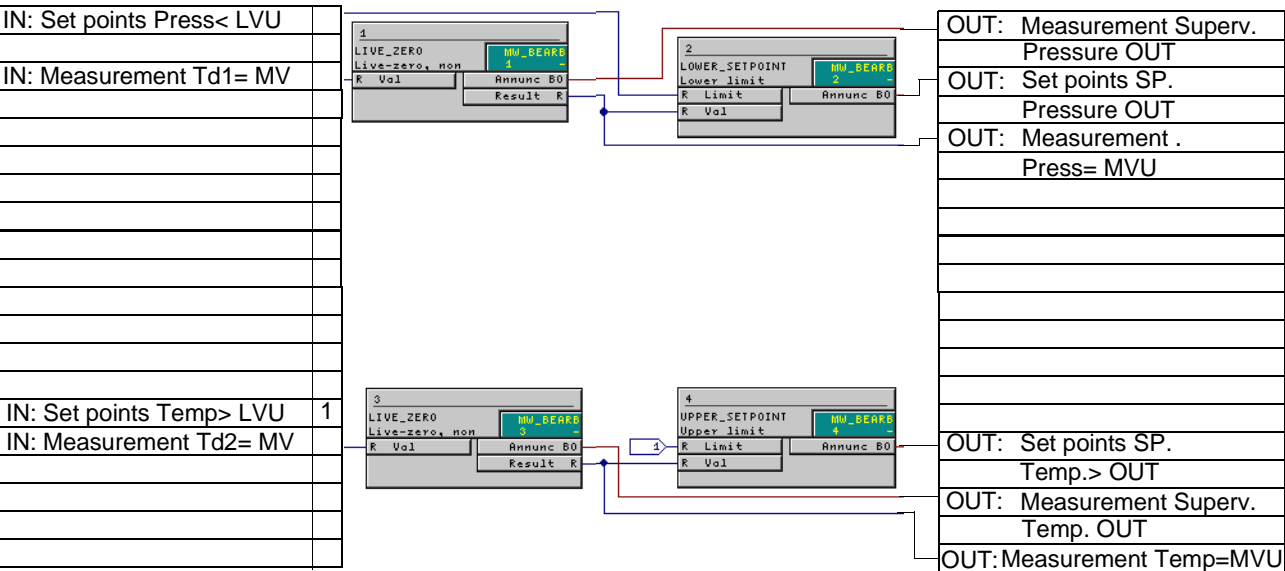 IN: Set points Press< LVU
IN: Measurement Td1= MV
IN: Set points Temp> LVU 1
IN: Measurement Td2= MV
1
LIVE_ZERO
Live-zero, mon
MW_BEARB
1 -
R Val
Annunc BO
Result R
2
LOWER_SETPOINT
Lower limit
MW_BEARB
2 -
R Limit
Annunc BO
R Val
3
LIVE_ZERO
Live-zero, mon
MW_BEARB
3 -
R Val
Annunc BO
Result R
1
4
UPPER_SETPOINT
Upper limit
MW_BEARB
4 -
R Limit
Annunc BO
R Val
OUT: Measurement Superv.
Pressure OUT
OUT: Set points SP.
Pressure OUT
OUT: Measurement .
Press= MVU
OUT: Set points SP.
Temp.> OUT
OUT: Measurement Superv.
Temp. OUT
OUT: Measurement Temp=MVU